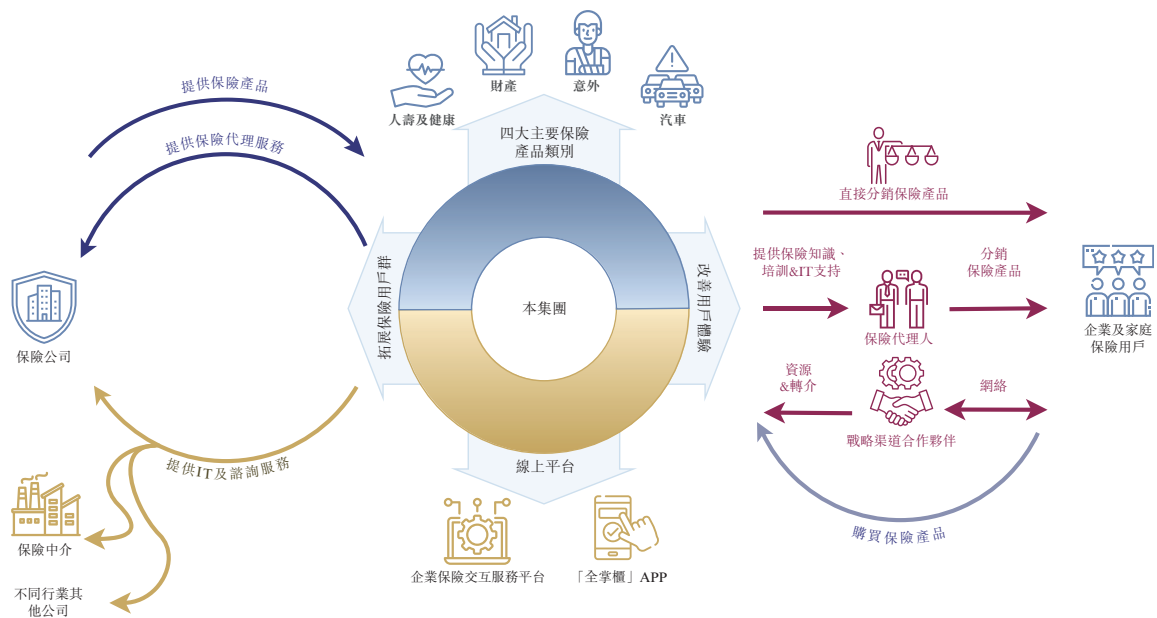 提供保險產品
提供保險代理服務
保險公司
提供IT及諮詢服務
保險中介
不同行業其
他公司
人壽及健康
財產
意外
汽車
四大主要保險
產品類別
拓展保險用戶群
本集團
改善用戶體驗
線上平台
企業保險交互服務平台
「全掌櫃」APP
直接分銷保險產品
提供保險知識、
培訓&IT支持
分銷
保險產品
保險代理人
企業及家庭
保險用戶
資源
&轉介
網絡
戰略渠道合作夥伴
購買保險產品